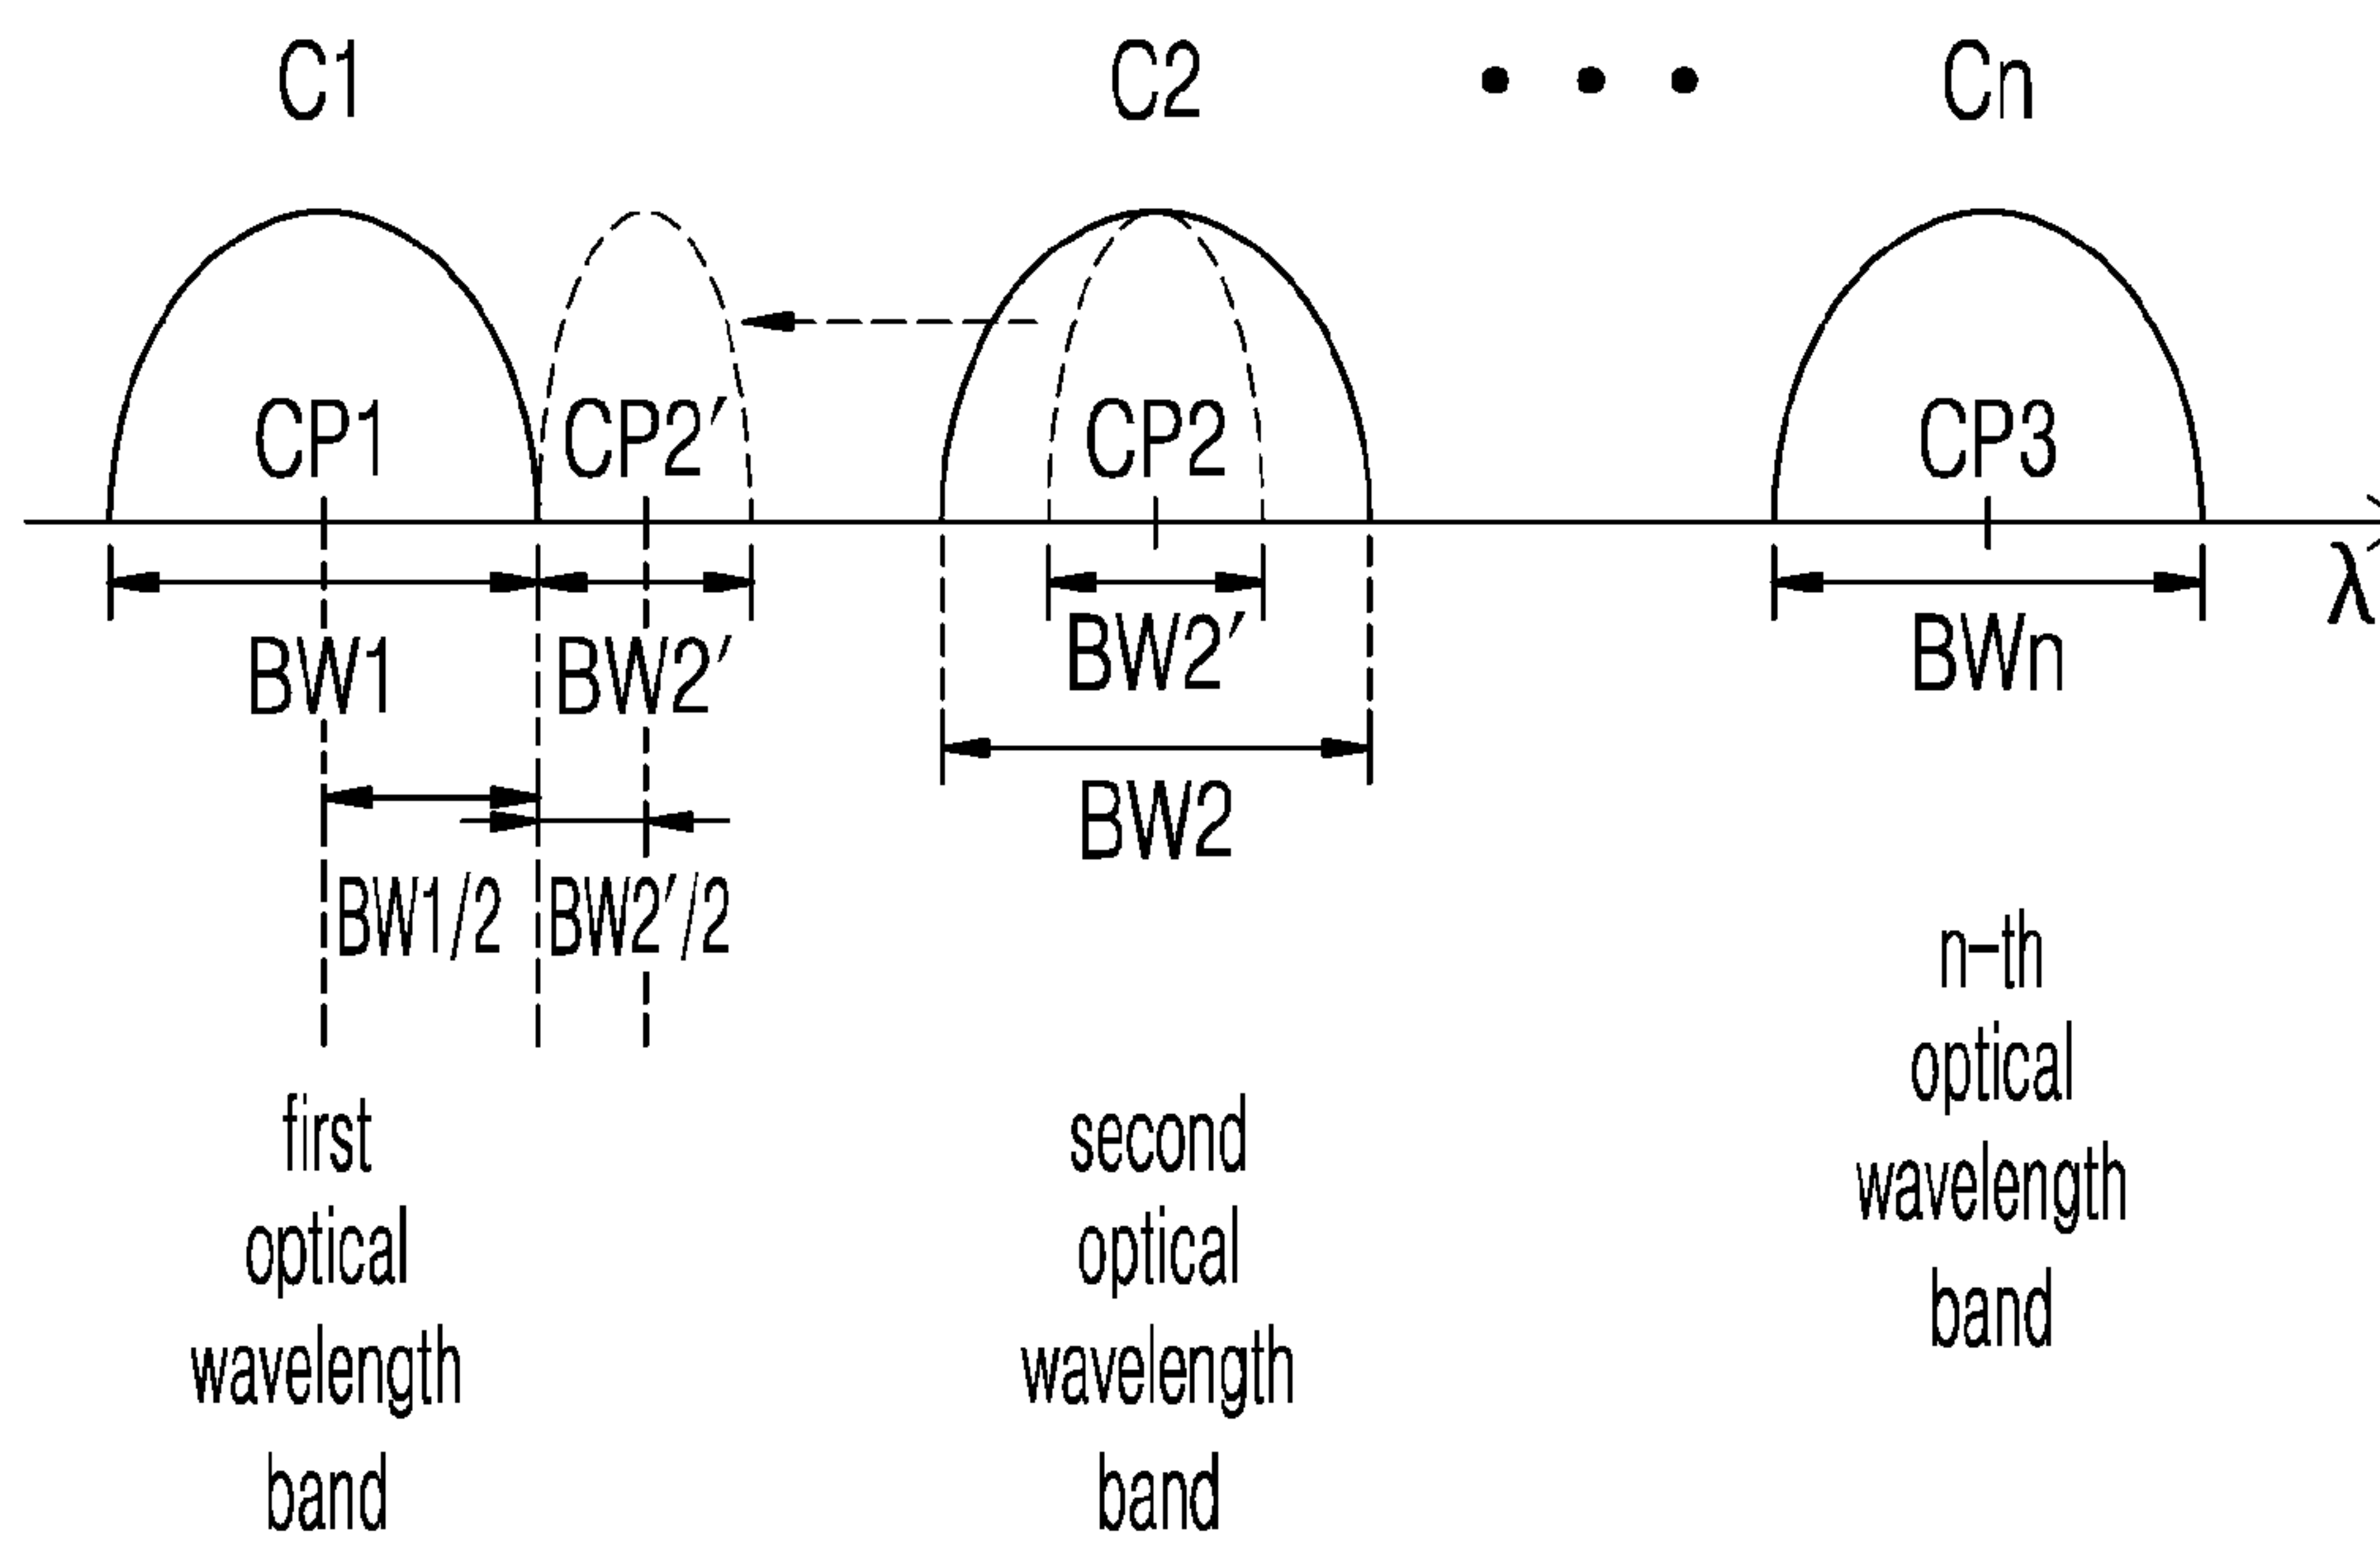 C1 C2 • • • Cn
CP1 CP2′ CP2 CP3
λ
BW1 BW2′ BW2′ BWn
BW2
BW1/2 BW2′/2
first
optical
wavelength
band
second
optical
wavelength
band
n-th
optical
wavelength
band